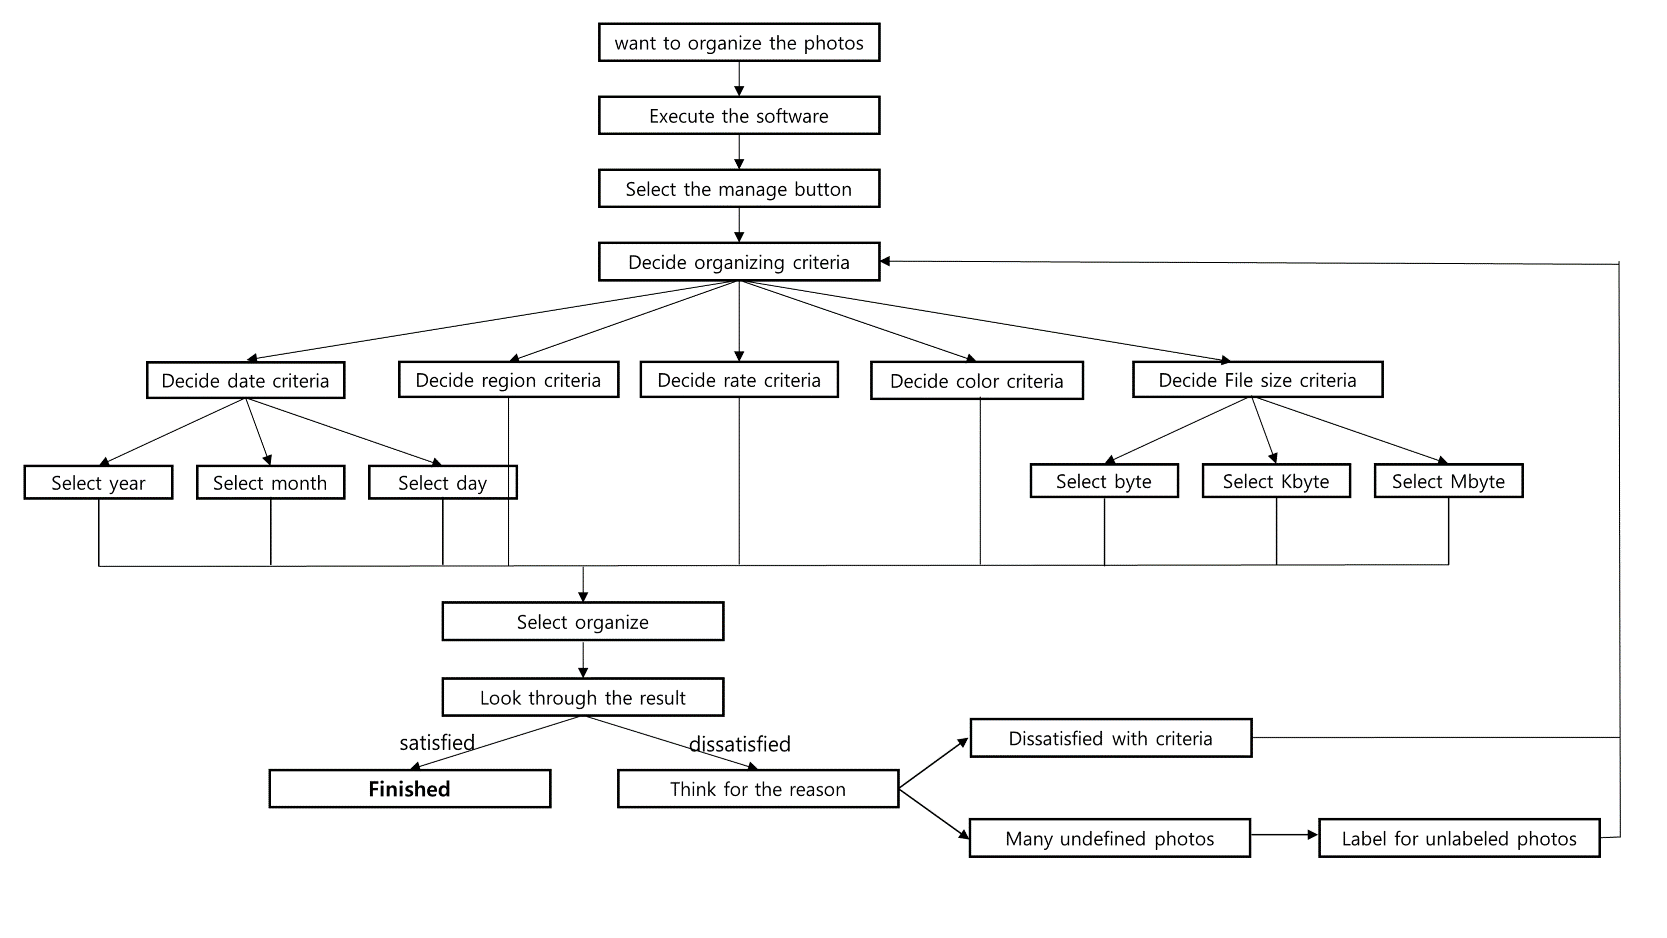 want to organize the photos
Execute the software
Select the manage button
Decide organizing criteria
Decide date criteria
Decide region criteria
Decide rate criteria
Decide color criteria
Decide File size criteria
Select year
Select month
Select day
Select byte
Select Kbyte
Select Mbyte
Select organize
Look through the result
satisfied
dissatisfied
Finished
Think for the reason
Dissatisfied with criteria
Many undefined photos
Label for unlabeled photos